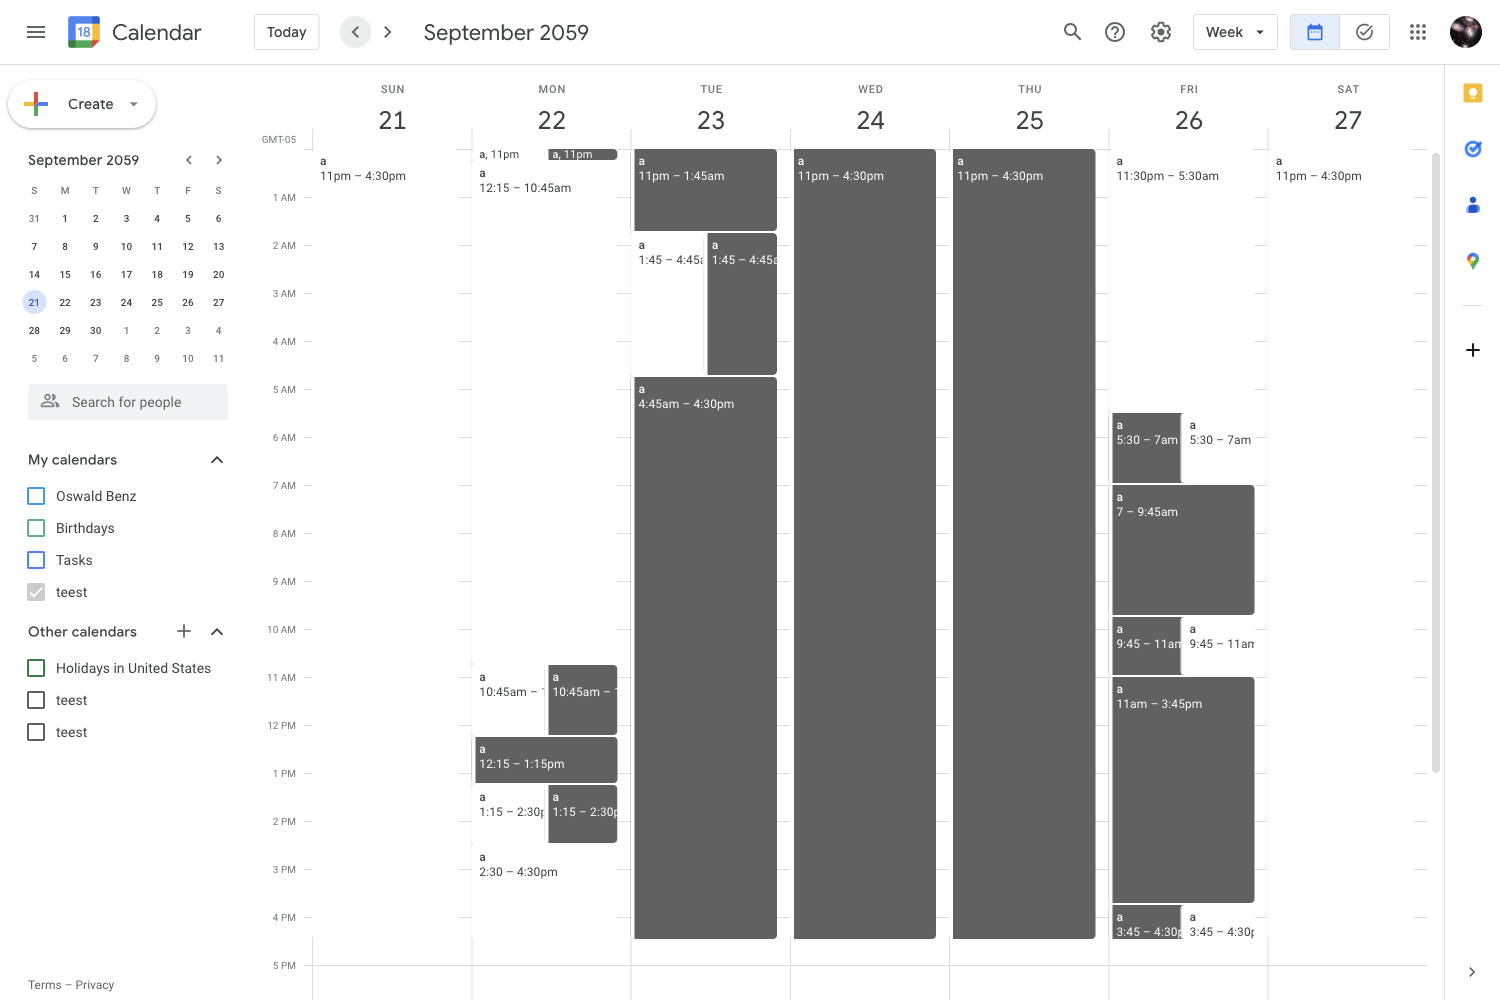 18 Calendar
Today
September 2059
Week
Create
September 2059
S M T W T F S
31 1 2 3 4 5 6
7 8 9 10 11 12 13
14 15 16 17 18 19 20
21 22 23 24 25 26 27
28 29 30 1 2 3 4
5 6 7 8 9 10 11
Search for people
My calendars
Oswald Benz
Birthdays
Tasks
teest
Other calendars
Holidays in United States
teest
teest
Terms – Privacy
GMT-05
SUN MON TUE WED THU FRI SAT
21 22 23 24 25 26 27
1 AM
2 AM
3 AM
4 AM
5 AM
6 AM
7 AM
8 AM
9 AM
10 AM
11 AM
12 PM
1 PM
2 PM
3 PM
4 PM
5 PM
a
11pm – 4:30pm
a, 11pm
a, 11pm
a
12:15 – 10:45am
a
10:45am – 1
a
10:45am – 1
a
12:15 – 1:15pm
a
1:15 – 2:30p
a
1:15 – 2:30p
a
2:30 – 4:30pm
a
11pm – 1:45am
a
1:45 – 4:45a
a
1:45 – 4:45a
a
4:45am – 4:30pm
a
11pm – 4:30pm
a
11pm – 4:30pm
a
11:30pm – 5:30am
a
5:30 – 7am
a
5:30 – 7am
a
7 – 9:45am
a
9:45 – 11am
a
9:45 – 11am
a
11am – 3:45pm
a
3:45 – 4:30p
a
3:45 – 4:30p
a
11pm – 4:30pm